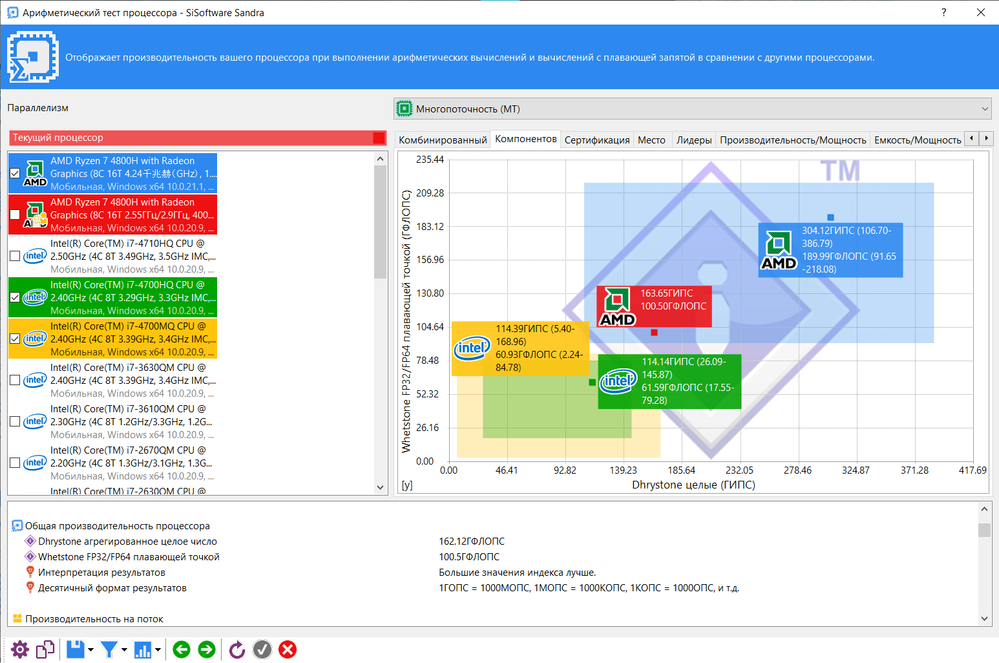 Арифметический тест процессора - SiSoftware Sandra
?
Отображает производительность вашего процессора при выполнении арифметических вычислений и вычислений с плавающей запятой в сравнении с другими процессорами.
Параллелизм
Многопоточность (МТ)
Текущий процессор
AMD
AMD Ryzen 7 4800H with Radeon
Graphics (8C 16T 4.24千兆赫(GHz), 1....
Мобильная, Windows x64 10.0.21.1, ...
AMD Ryzen 7 4800H with Radeon
Graphics (8C 16T 2.55ГГц/2.9ГГц, 400...
Мобильная, Windows x64 10.0.20.9, ...
intel
Intel(R) Core(TM) i7-4710HQ CPU @
2.50GHz (4C 8T 3.49GHz, 3.5GHz IMC,...
Мобильная, Windows x64 10.0.20.9, ...
intel
Intel(R) Core(TM) i7-4700HQ CPU @
2.40GHz (4C 8T 3.29GHz, 3.3GHz IMC,...
Мобильная, Windows x64 10.0.20.9, ...
intel
Intel(R) Core(TM) i7-4700MQ CPU @
2.40GHz (4C 8T 3.39GHz, 3.4GHz IMC,...
Мобильная, Windows x64 10.0.20.9, ...
intel
Intel(R) Core(TM) i7-3630QM CPU @
2.40GHz (4C 8T 3.39GHz, 3.4GHz IMC,...
Мобильная, Windows x64 10.0.20.9, ...
intel
Intel(R) Core(TM) i7-3610QM CPU @
2.30GHz (4C 8T 1.2GHz/3.3GHz, 1.2G...
Мобильная, Windows x64 10.0.20.9, ...
intel
Intel(R) Core(TM) i7-2670QM CPU @
2.20GHz (4C 8T 1.3GHz/3.1GHz, 1.3G...
Мобильная, Windows x64 10.0.20.9, ...
Intel(R) Core(TM) i7-2630QM CPU @
Комбинированный Компонентов Сертификация Место Лидеры Производительность/Мощность Емкость/Мощность
TM
Whetstone FP32/FP64 плавающей точкой (ГФЛОПС)
235.44
209.28
183.12
156.96
130.80
104.64
78.48
52.32
26.16
0.00
AMD
304.12ГИПС (106.70-
386.79)
189.99ГФЛОПС (91.65
-218.08)
AMD
163.65ГИПС
100.50ГФЛОПС
intel
114.39ГИПС (5.40-
168.96)
60.93ГФЛОПС (2.24-
84.78)
intel
114.14ГИПС (26.09-
145.87)
61.59ГФЛОПС (17.55-
79.28)
0.00 46.41 92.82 139.23 185.64 232.05 278.46 324.87 371.28 417.69
[y] Dhrystone целые (ГИПС)
Общая производительность процессора
Dhrystone агрегированное целое число 162.12ГФЛОПС
Whetstone FP32/FP64 плавающей точкой 100.5ГФЛОПС
Интерпретация результатов Большие значения индекса лучше.
Десятичный формат результатов 1ГОПС = 1000МОПС, 1МОПС = 1000КОПС, 1КОПС = 1000ОПС, и т.д.
Производительность на поток